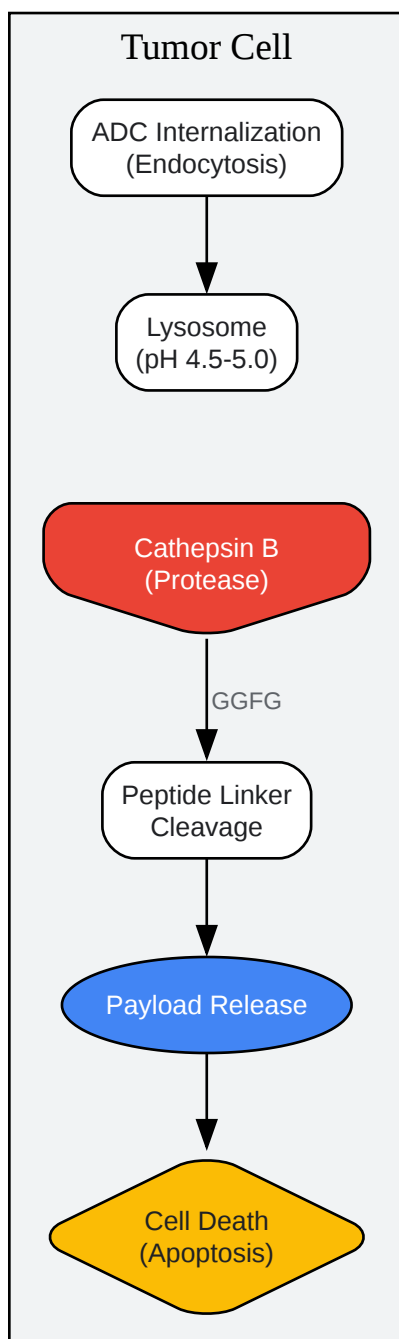 Tumor Cell
ADC Internalization
(Endocytosis)
Lysosome
(pH 4.5-5.0)
Cathepsin B
(Protease)
GGFG
Peptide Linker
Cleavage
Payload Release
Cell Death
(Apoptosis)